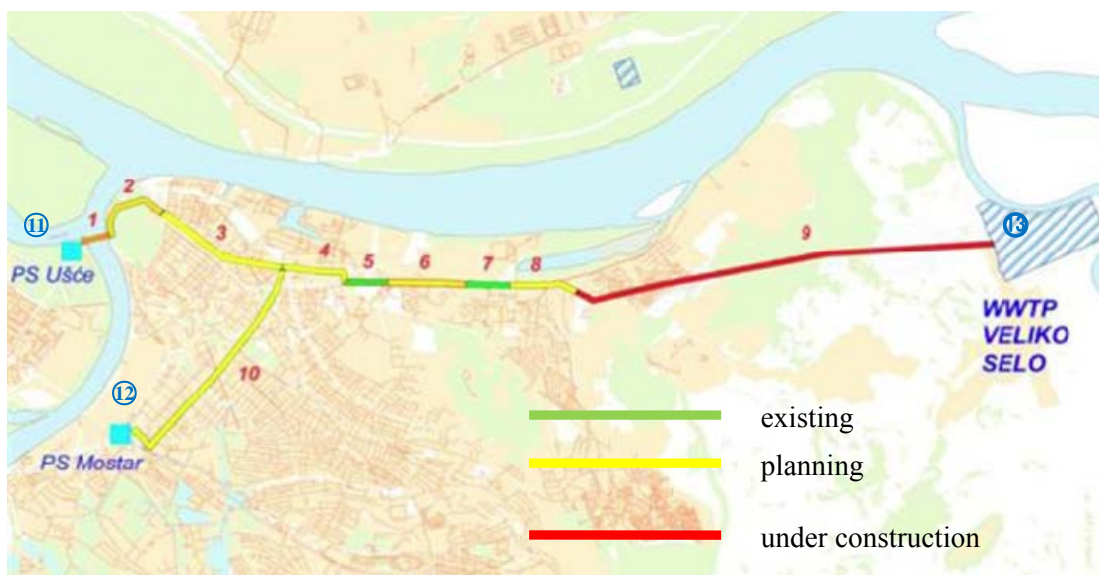 2
⑪
1
3
9
⑬
PS Ušće
4
5
6
7
8
WWTP
VELIKO
SELO
10
⑫
existing
PS Mostar
planning
under construction